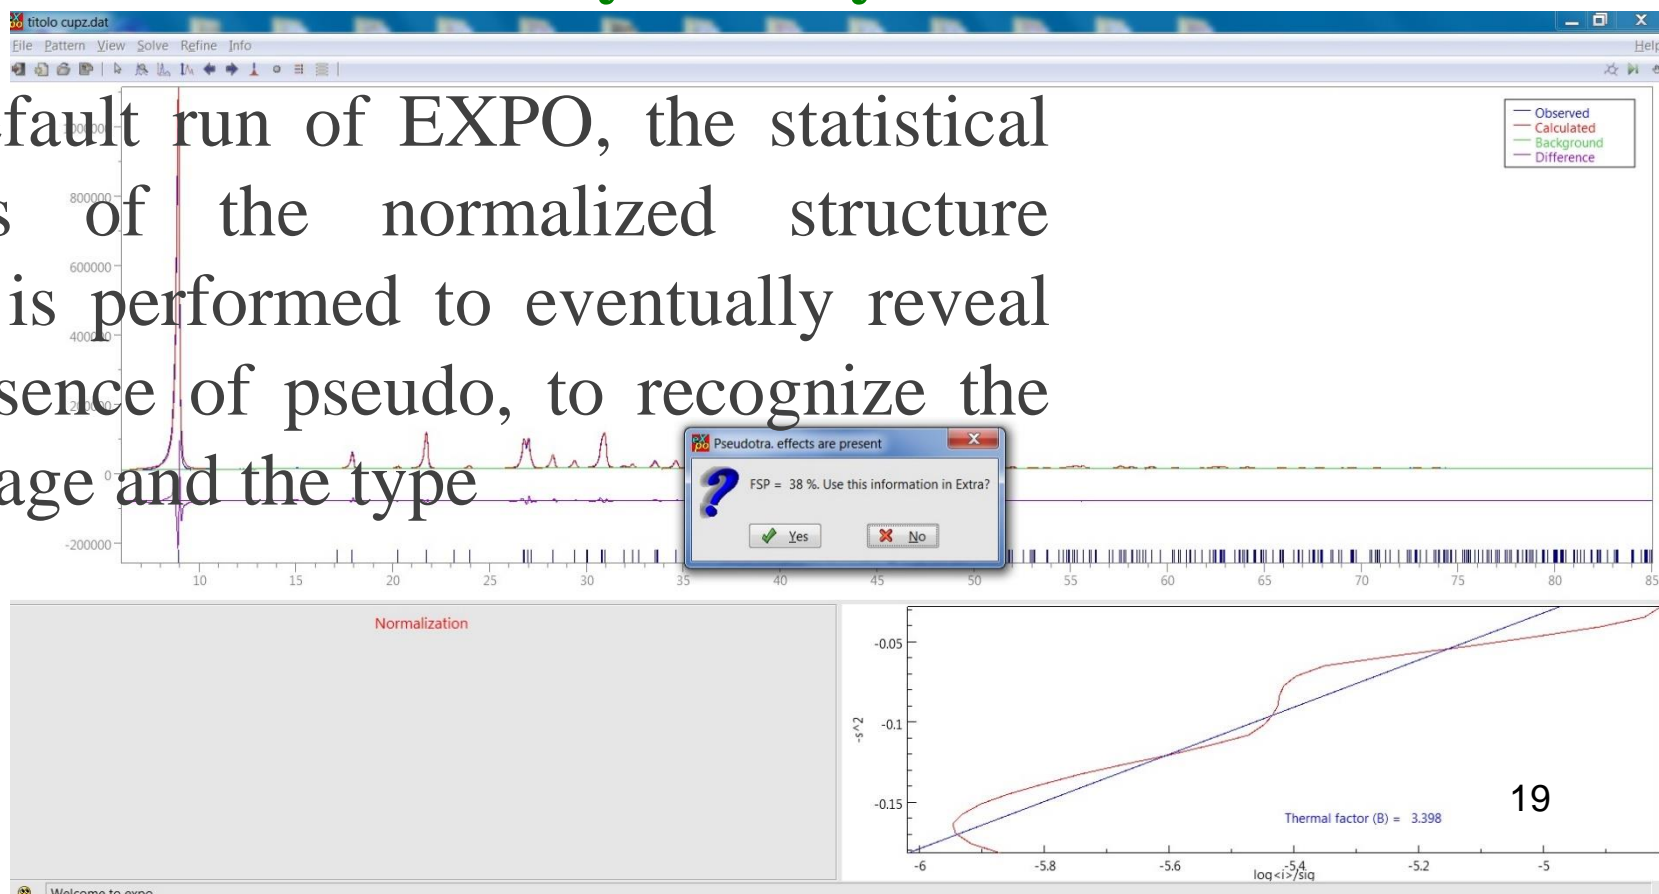 titolo cupz.dat
File Pattern View Solve Refine Info Help
Observed
Calculated
Background
Difference
fault run of EXPO, the statistical
s of the normalized structure
is performed to eventually reveal
sence of pseudo, to recognize the
age and the type
800000
600000
400000
200000
0
-200000
10 15 20 25 30 35 40 45 50 55 60 65 70 75 80 85
Pseudotra. effects are present
FSP = 38 %. Use this information in Extra?
Yes No
Normalization
-0.05
-0.1
-0.15
-s^2
Thermal factor (B) = 3.398
19
-6 -5.8 -5.6 -5.4 -5.2 -5
log<i>/sig
Welcome to expo